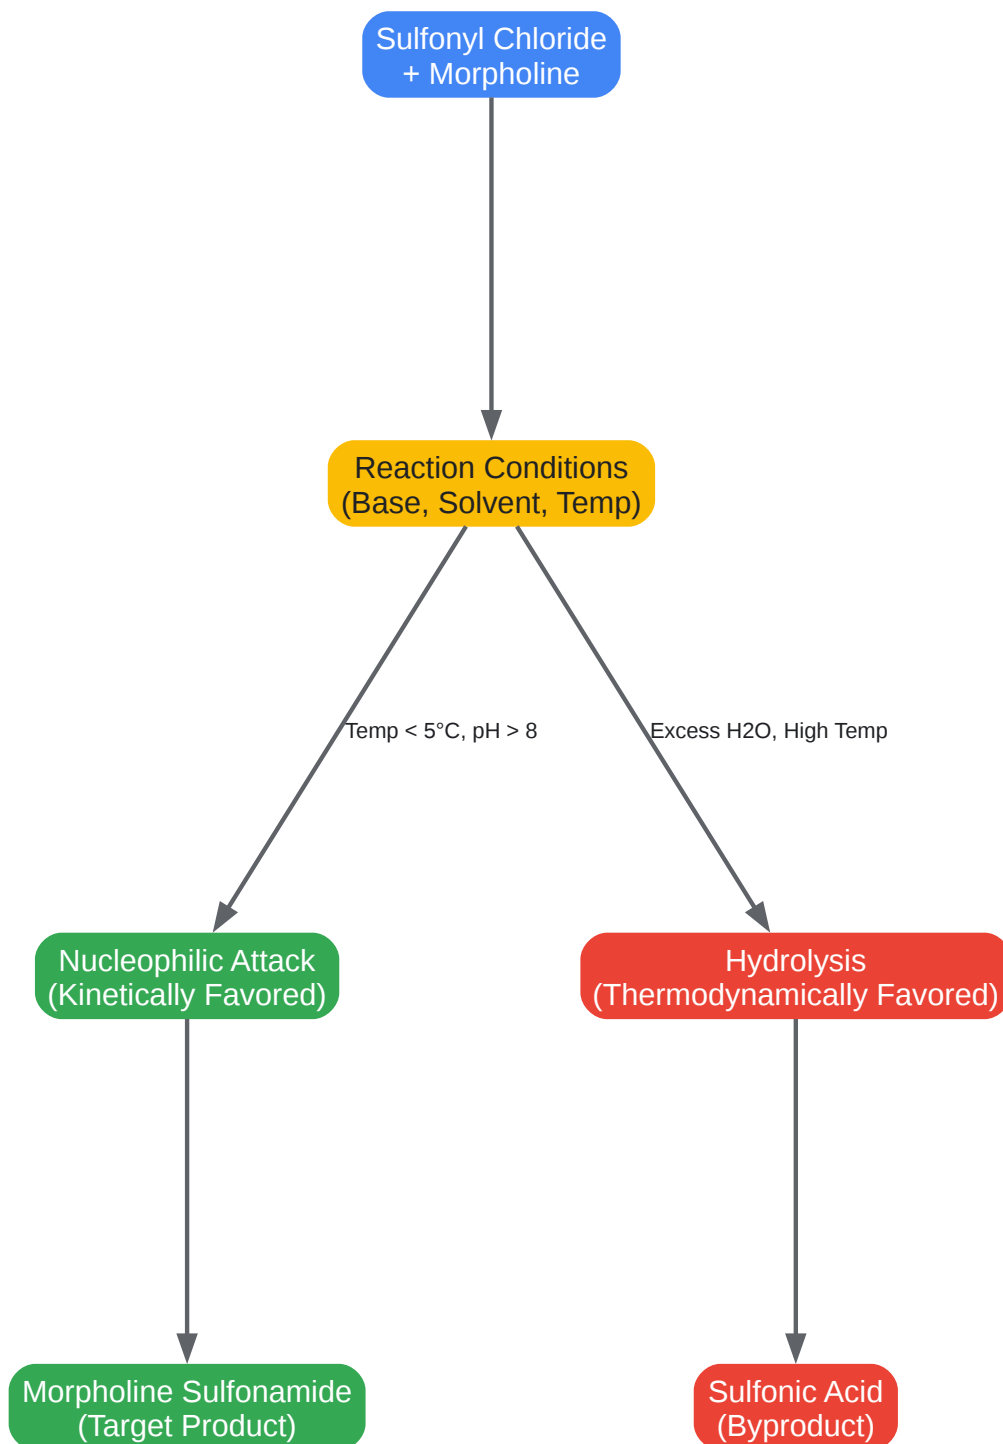 Sulfonyl Chloride
+ Morpholine
Reaction Conditions
(Base, Solvent, Temp)
Temp < 5°C, pH > 8
Excess H2O, High Temp
Nucleophilic Attack
(Kinetically Favored)
Hydrolysis
(Thermodynamically Favored)
Morpholine Sulfonamide
(Target Product)
Sulfonic Acid
(Byproduct)